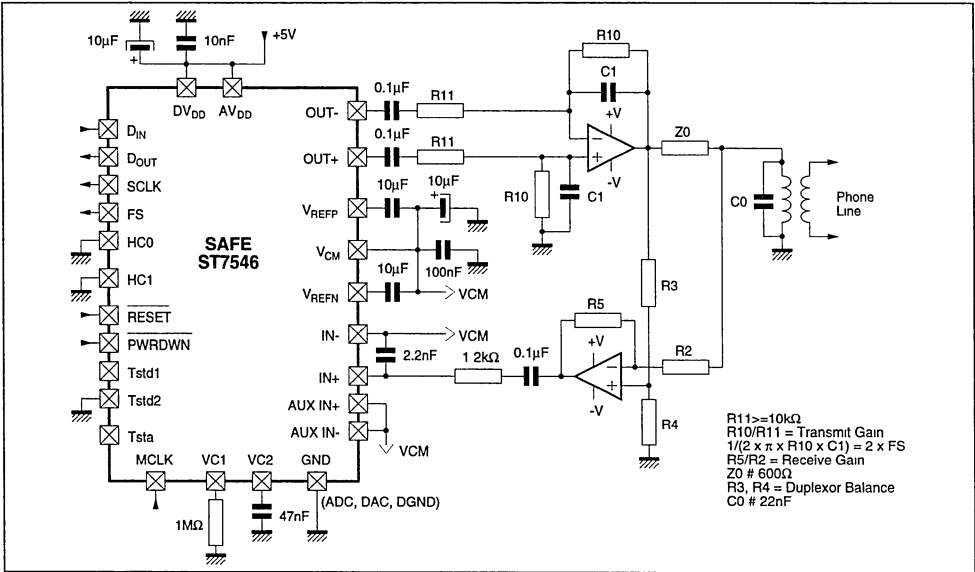 10µF
10nF
+5V
+
DVDD
AVDD
DIN
DOUT
SCLK
FS
HC0
HC1
RESET
PWRDWN
Tstd1
Tstd2
Tsta
SAFE
ST7546
OUT-
OUT+
VREFP
VCM
VREFN
IN-
IN+
AUX IN+
AUX IN-
MCLK
VC1
VC2
GND
(ADC, DAC, DGND)
1MΩ
47nF
0.1µF
R11
0.1µF
R11
10µF
10µF
+
100nF
10µF
VCM
VCM
2.2nF
1 2kΩ
0.1µF
VCM
R10
C1
+V
-
+
-V
R10
C1
Z0
C0
Phone
Line
R3
R5
+V
-
+
-V
R2
R4
R11>=10kΩ
R10/R11 = Transmit Gain
1/(2 x π x R10 x C1) = 2 x FS
R5/R2 = Receive Gain
Z0 # 600Ω
R3, R4 = Duplexor Balance
C0 # 22nF